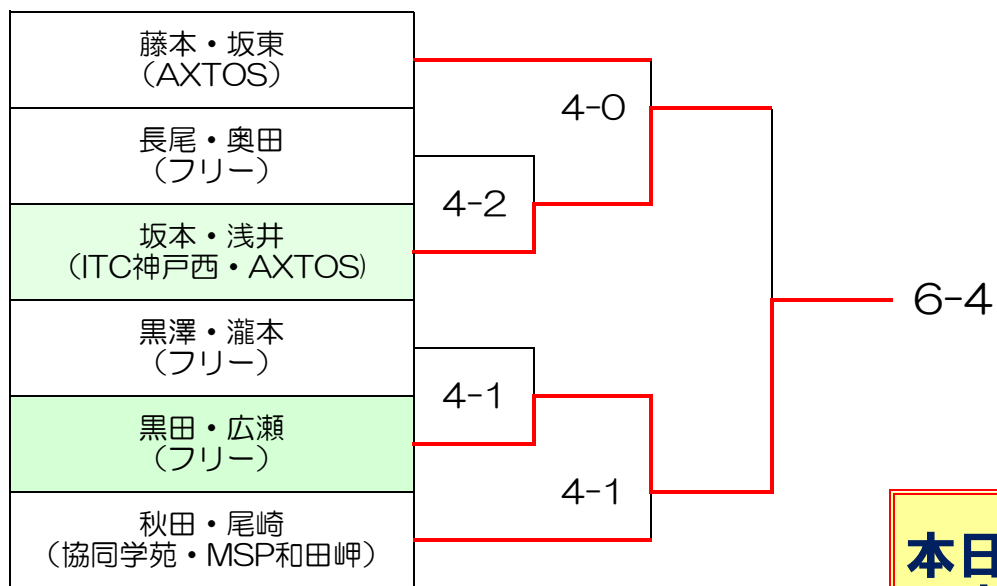 藤本・坂東
（AXTOS）
4-0
長尾・奥田
（フリー）
4-2
坂本・浅井
（ITC神戸西・AXTOS)
6-4
黒澤・瀧本
（フリー）
4-1
黒田・広瀬
（フリー）
4-1
秋田・尾崎
（協同学苑・MSP和田岬）
本日